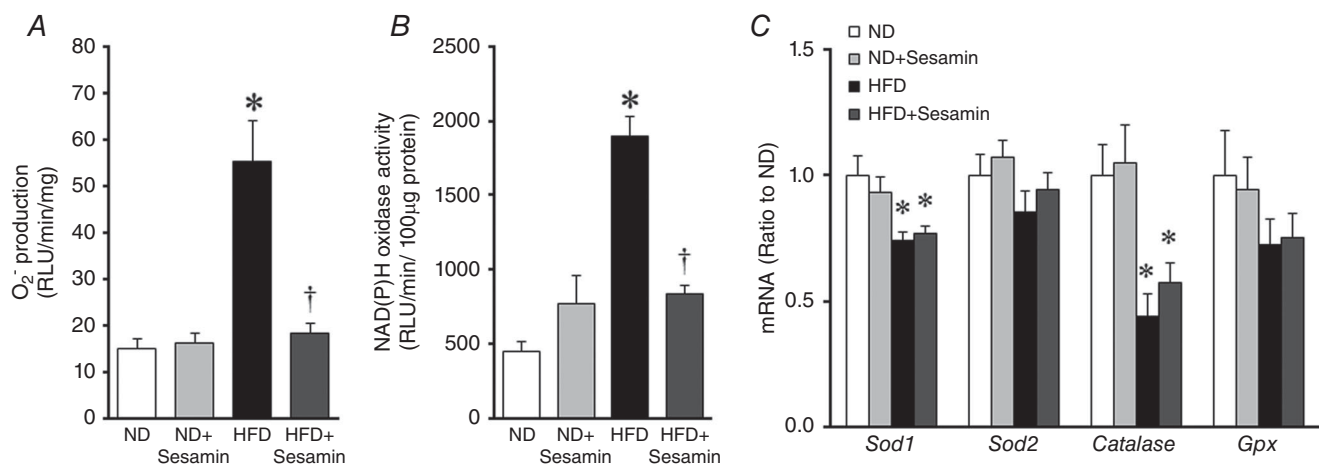 A
O2- production
(RLU/min/mg)
80
70
60
50
40
30
20
10
0
*
†
ND
ND+
Sesamin
HFD
HFD+
Sesamin
B
NAD(P)H oxidase activity
(RLU/min/ 100μg protein)
2500
2000
1500
1000
500
0
*
†
ND
ND+
Sesamin
HFD
HFD+
Sesamin
C
ND
ND+Sesamin
HFD
HFD+Sesamin
mRNA (Ratio to ND)
1.5
1.0
0.5
0.0
* *
* *
Sod1 Sod2 Catalase Gpx